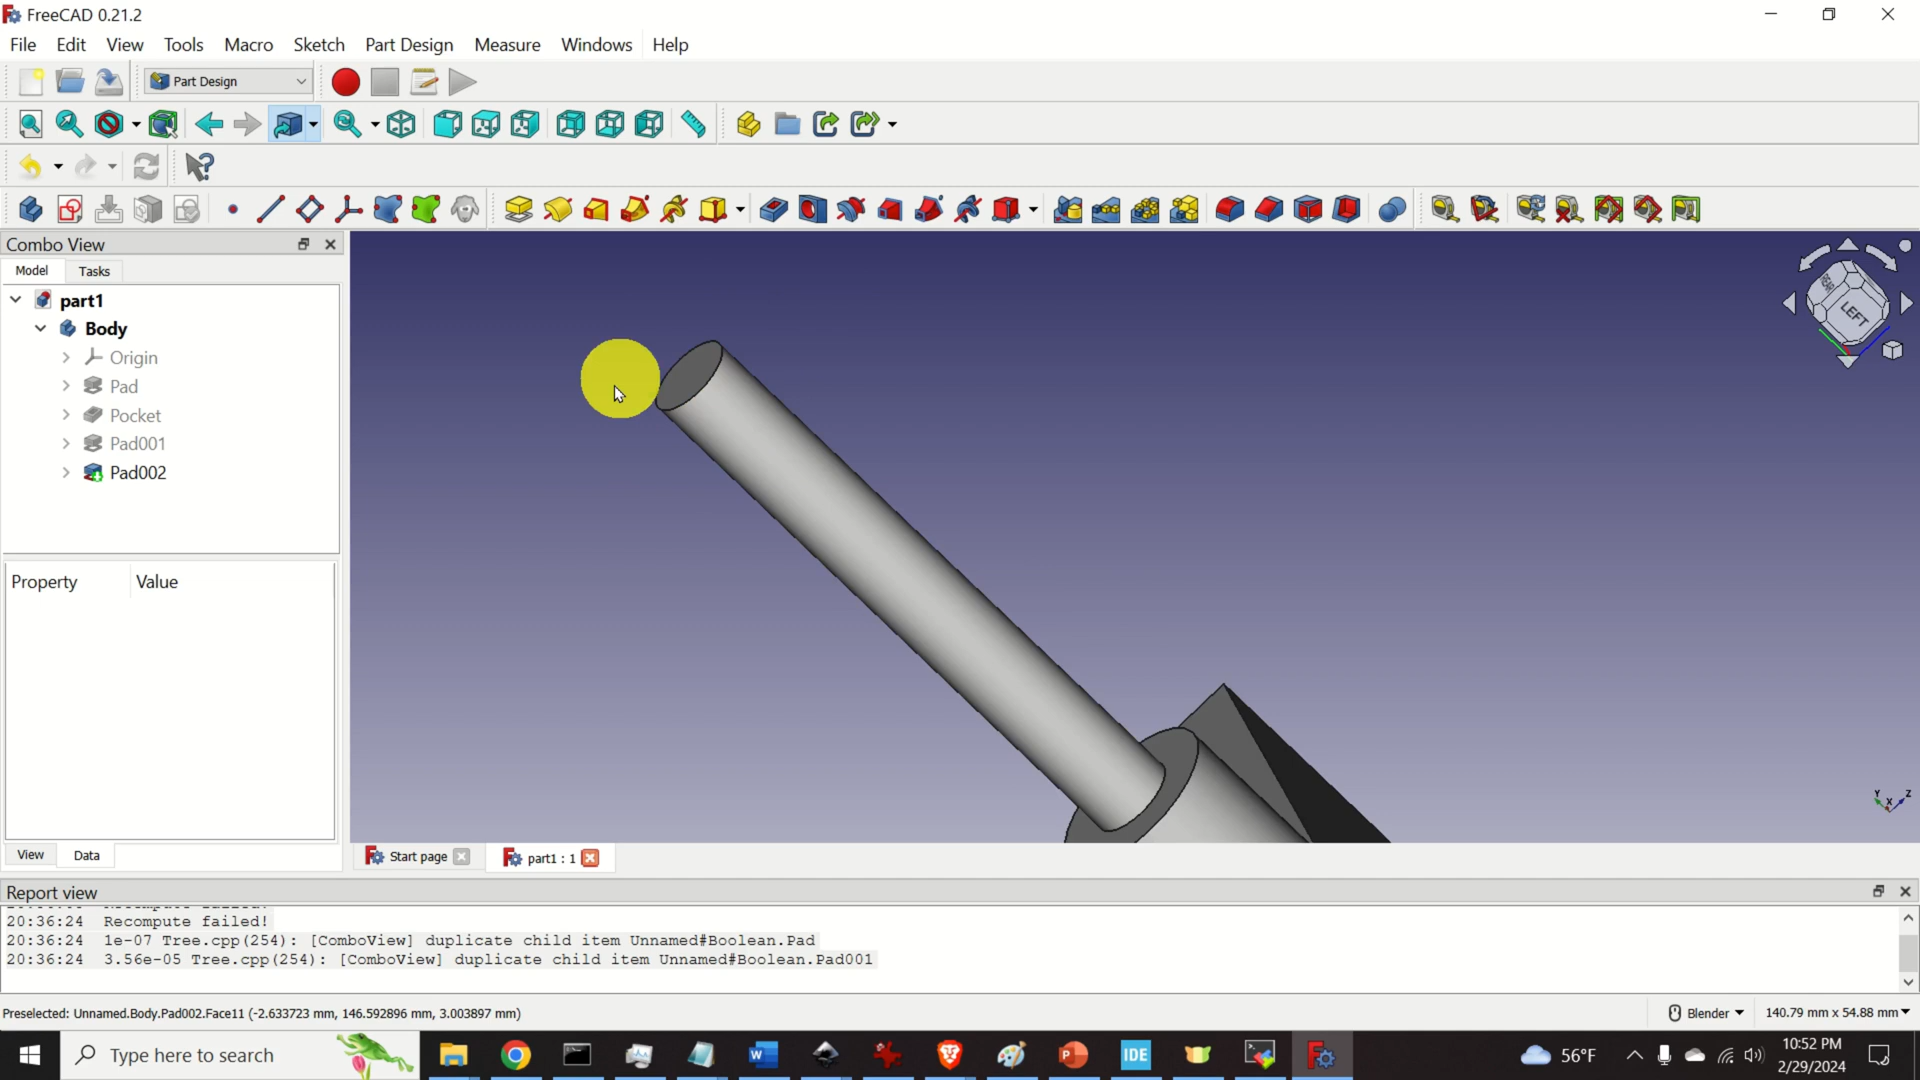 FreeCAD 0.21.2
File Edit View Tools Macro Sketch Part Design Measure Windows Help
Part Design
Combo View
Model Tasks
part1
Body
Origin
Pad
Pocket
Pad001
Pad002
LEFT
Y X Z
Property Value
View Data
Start page part1 : 1
Report view
20:36:24 Recompute failed!
20:36:24 1e-07 Tree.cpp(254): [ComboView] duplicate child item Unnamed#Boolean.Pad
20:36:24 3.56e-05 Tree.cpp(254): [ComboView] duplicate child item Unnamed#Boolean.Pad001
Preselected: Unnamed.Body.Pad002.Face11 (-2.633723 mm, 146.592896 mm, 3.003897 mm)
Blender 140.79 mm x 54.88 mm
Type here to search
W
P
IDE
56°F
10:52 PM
2/29/2024